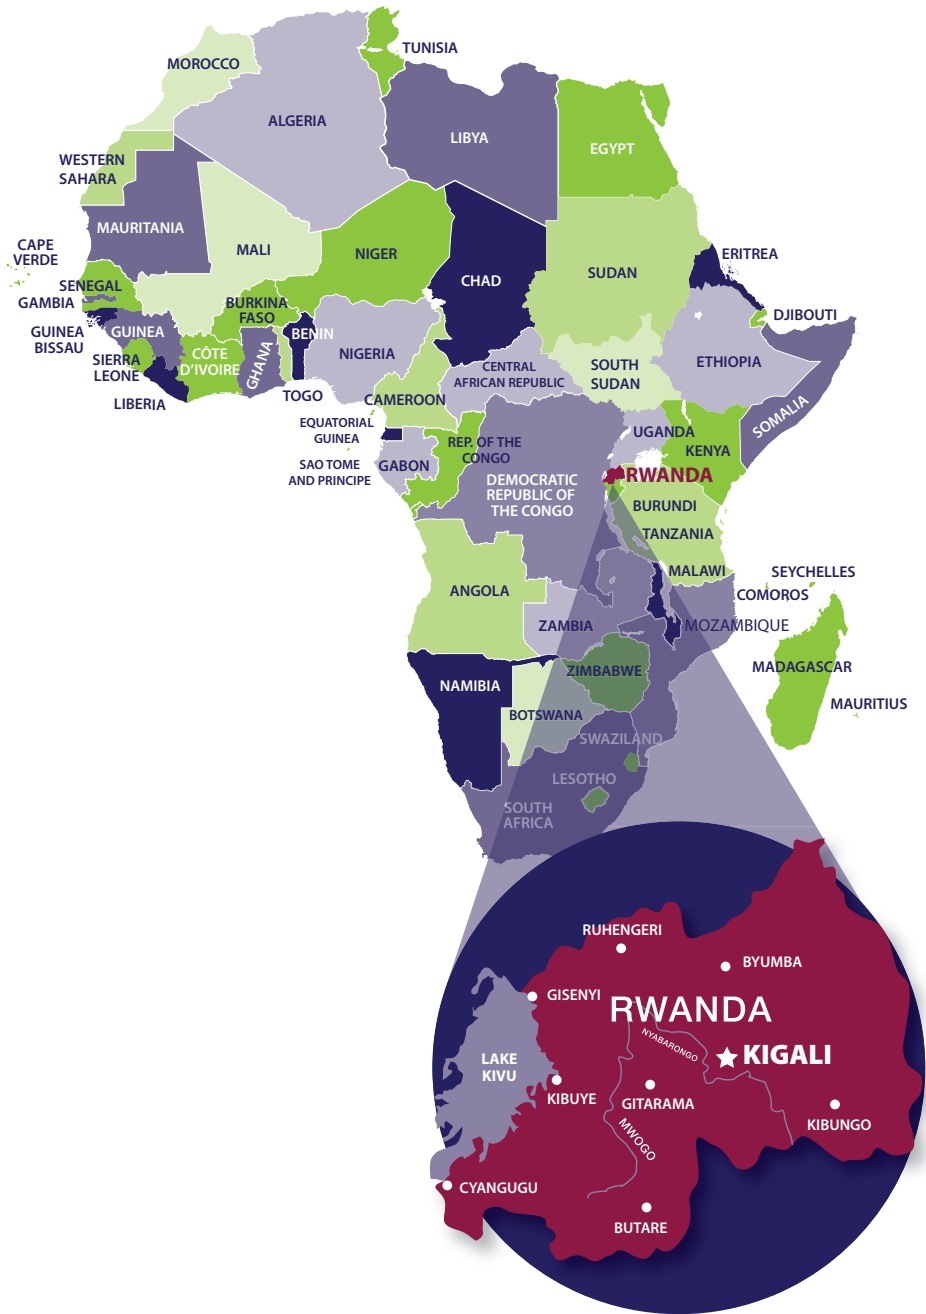 TUNISIA
MOROCCO
ALGERIA
LIBYA
EGYPT
WESTERN
SAHARA
MAURITANIA
MALI
NIGER
CHAD
SUDAN
ERITREA
CAPE
VERDE
SENEGAL
GAMBIA
GUINEA
BISSAU
GUINEA
SIERRA
LEONE
LIBERIA
CÔTE
D'IVOIRE
BURKINA
FASO
GHANA
TOGO
BENIN
NIGERIA
CAMEROON
CENTRAL
AFRICAN REPUBLIC
SOUTH
SUDAN
ETHIOPIA
DJIBOUTI
SOMALIA
EQUATORIAL
GUINEA
SAO TOME
AND PRINCIPE
GABON
REP. OF THE
CONGO
DEMOCRATIC
REPUBLIC OF
THE CONGO
UGANDA
KENYA
RWANDA
BURUNDI
TANZANIA
MALAWI
SEYCHELLES
COMOROS
MOZAMBIQUE
ANGOLA
ZAMBIA
ZIMBABWE
NAMIBIA
BOTSWANA
MADAGASCAR
MAURITIUS
SWAZILAND
LESOTHO
SOUTH
AFRICA
RUHENGERI
BYUMBA
GISENYI
RWANDA
NYABARONGO
KIGALI
LAKE
KIVU
KIBUYE
GITARAMA
KIBUNGO
MWOGO
CYANGUGU
BUTARE